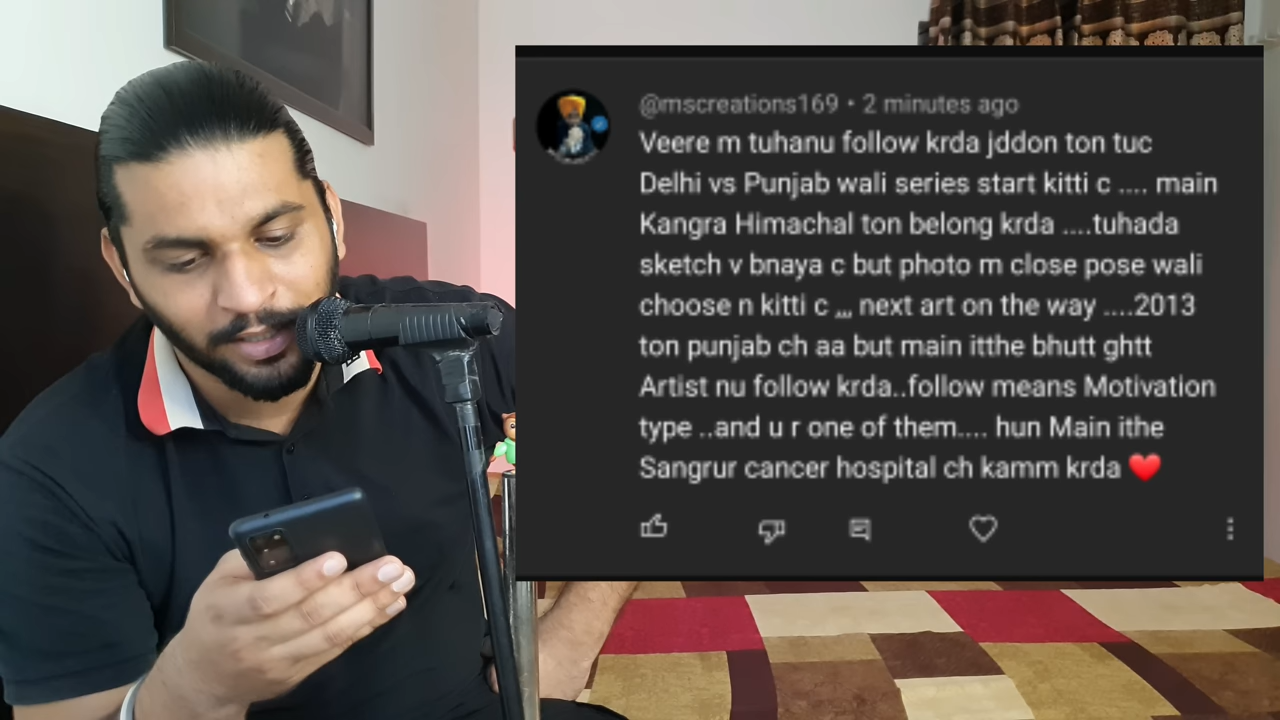 @mscreations169 • 2 minutes ago
Veere m tuhanu follow krda jddon ton tuc
Delhi vs Punjab wali series start kitti c .... main
Kangra Himachal ton belong krda ....tuhada
sketch v bnaya c but photo m close pose wali
choose n kitti c ,,, next art on the way ....2013
ton punjab ch aa but main itthe bhutt ghtt
Artist nu follow krda..follow means Motivation
type ..and u r one of them.... hun Main ithe
Sangrur cancer hospital ch kamm krda ❤️